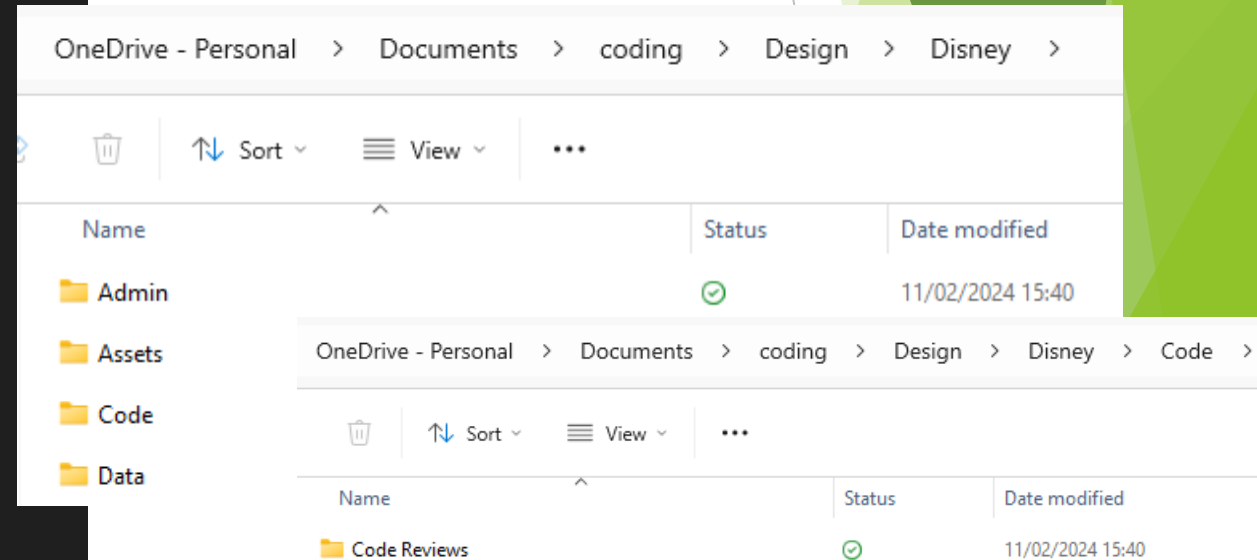 OneDrive - Personal > Documents > coding > Design > Disney >
Sort View •••
Name Status Date modified
Admin 11/02/2024 15:40
Assets
Code
Data
OneDrive - Personal > Documents > coding > Design > Disney > Code >
Sort View •••
Name Status Date modified
Code Reviews 11/02/2024 15:40